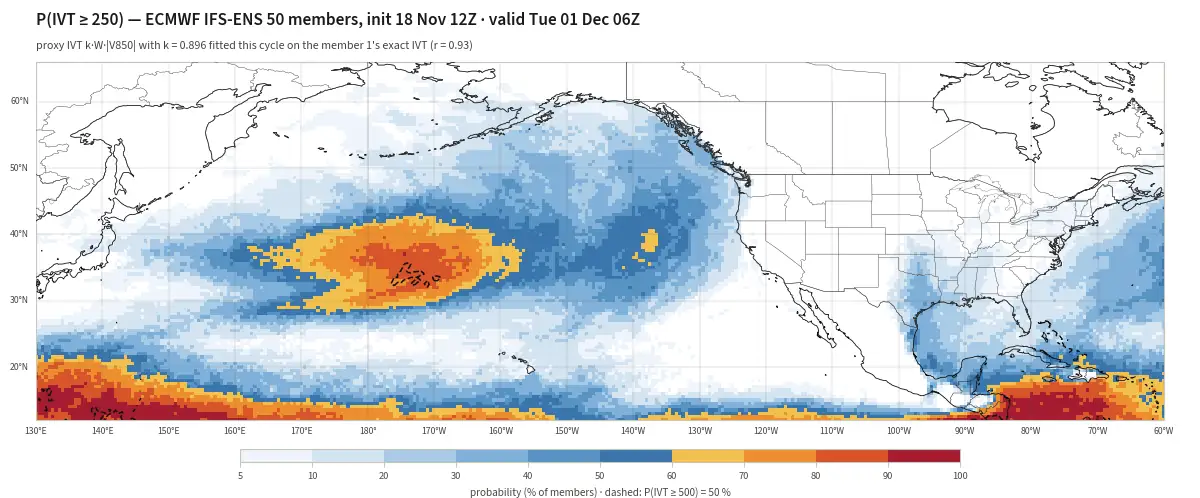 P(IVT ≥ 250) — ECMWF IFS-ENS 50 members, init 18 Nov 12Z · valid Tue 01 Dec 06Z
proxy IVT k·W·|V850| with k = 0.896 fitted this cycle on the member 1's exact IVT (r = 0.93)
60°N
50°N
40°N
30°N
20°N
130°E 140°E 150°E 160°E 170°E 180° 170°W 160°W 150°W 140°W 130°W 120°W 110°W 100°W 90°W 80°W 70°W 60°W
5 10 20 30 40 50 60 70 80 90 100
probability (% of members) · dashed: P(IVT ≥ 500) = 50 %